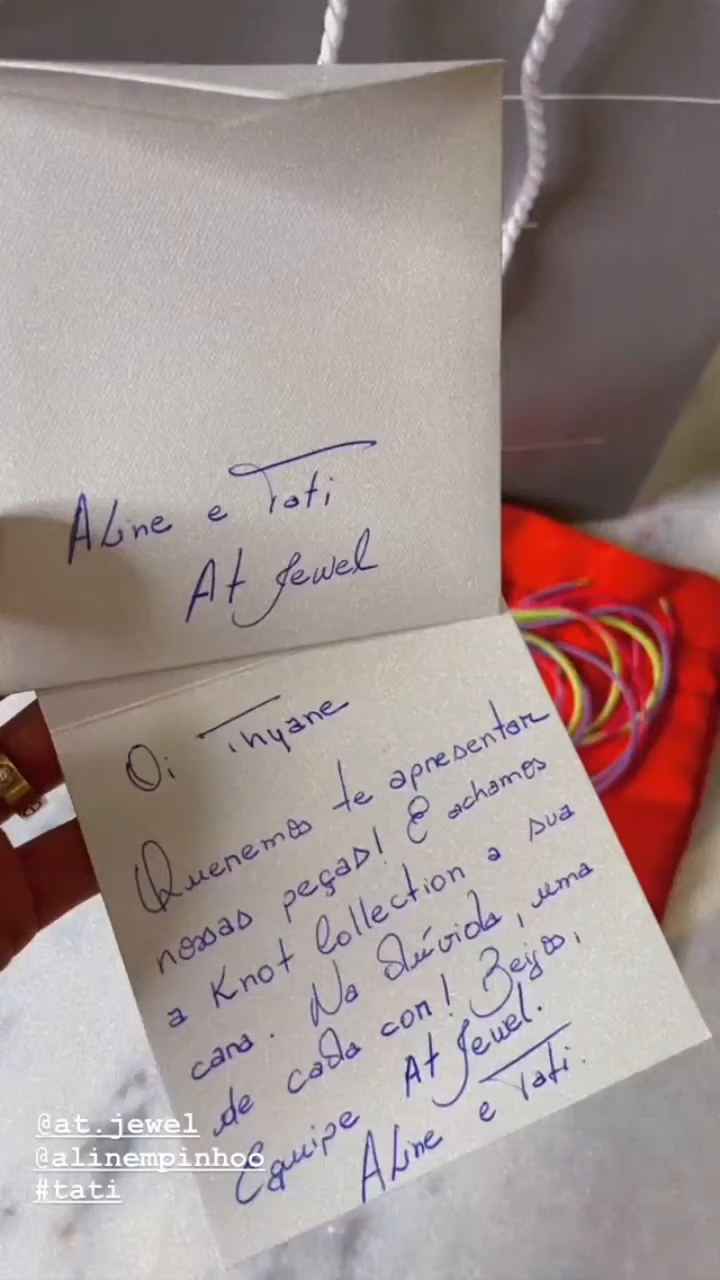 Aline e Tati
At Jewel
Oi Thyane
Queremos te apresentar
nossas peças! E achamos
a Knot Collection a sua
cara. Na dúvida, uma
de cada cor! Beijos,
Equipe At Jewel.
Aline e Tati.
@at.jewel
@alinempinhoo
#tati